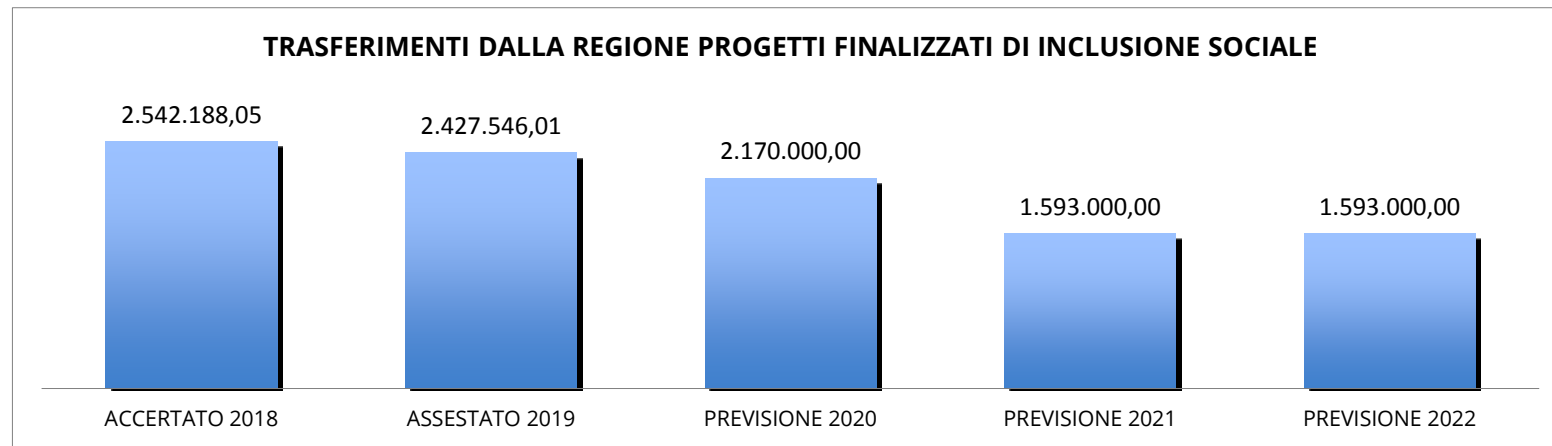 TRASFERIMENTI DALLA REGIONE PROGETTI FINALIZZATI DI INCLUSIONE SOCIALE
2.542.188,05
2.427.546,01
2.170.000,00
1.593.000,00
1.593.000,00
ACCERTATO 2018
ASSESTATO 2019
PREVISIONE 2020
PREVISIONE 2021
PREVISIONE 2022